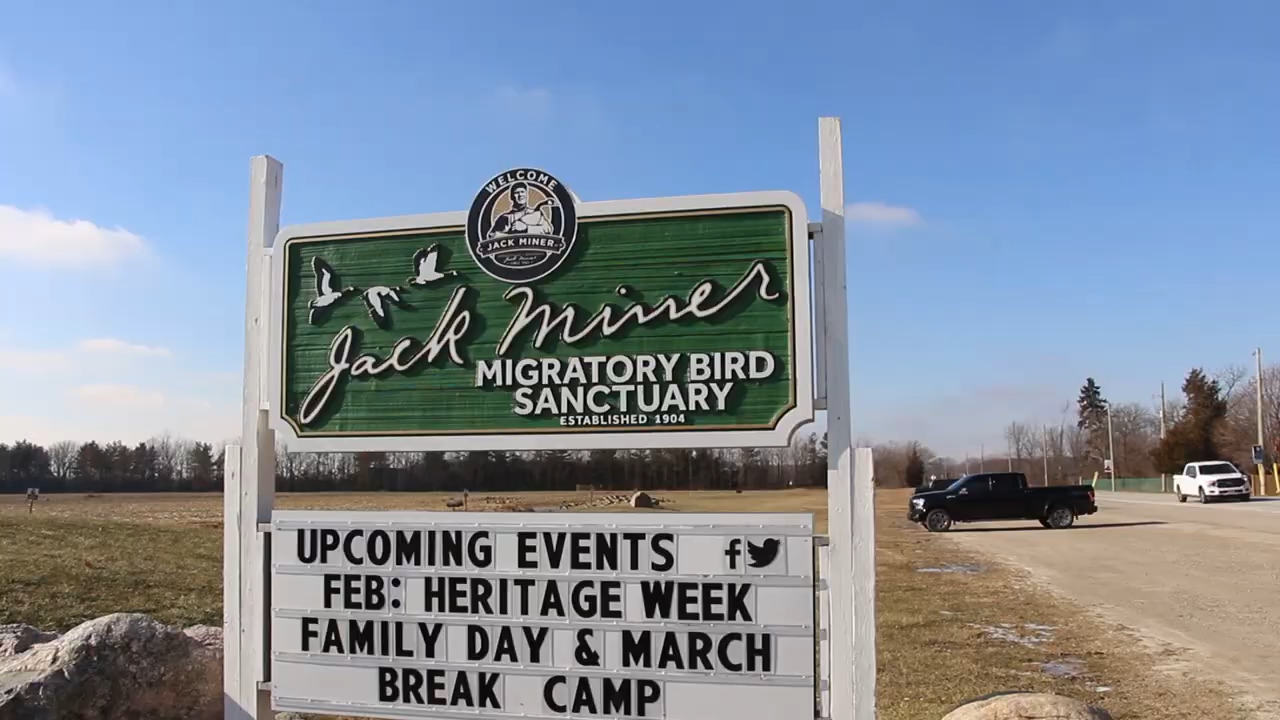 WELCOME
JACK MINER
Jack Miner
MIGRATORY BIRD
SANCTUARY
ESTABLISHED 1904
UPCOMING EVENTS f
FEB: HERITAGE WEEK
FAMILY DAY & MARCH
BREAK CAMP